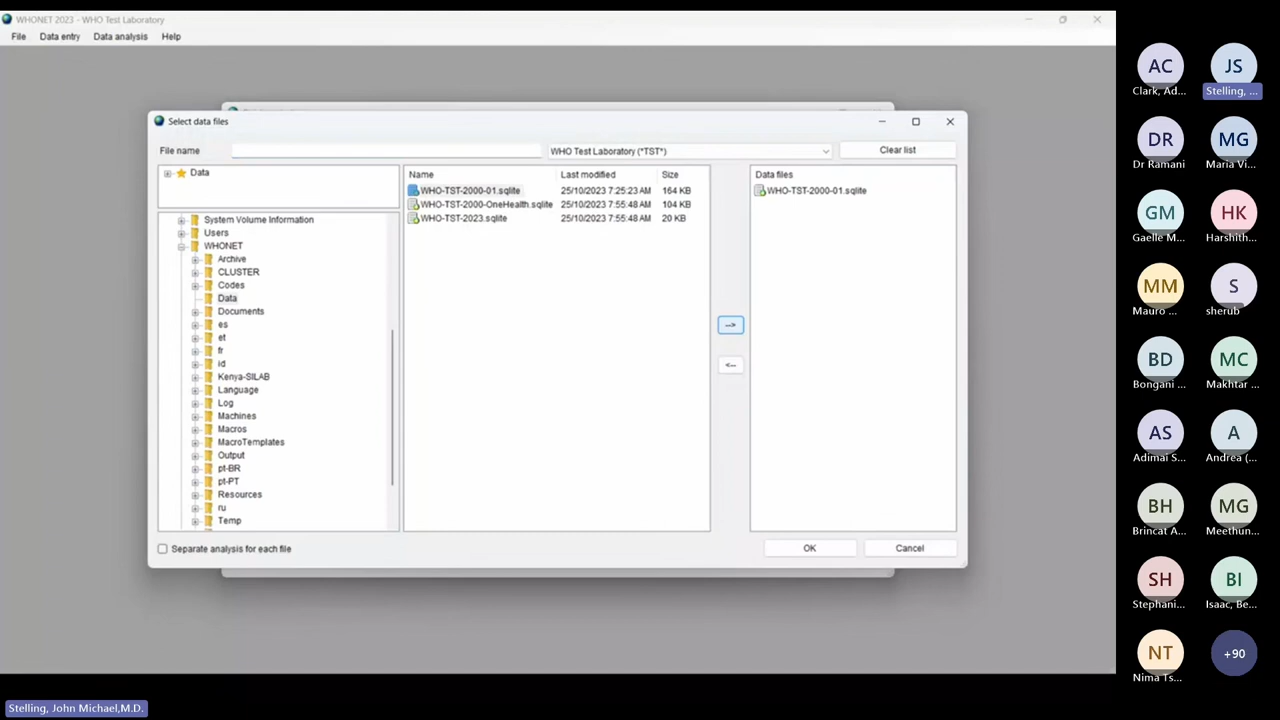 WHONET 2023 - WHO Test Laboratory
File Data entry Data analysis Help
Select data files
File name
WHO Test Laboratory (*TST*)
Clear list
Data
System Volume Information
Users
WHONET
Archive
CLUSTER
Codes
Data
Documents
es
et
fr
id
Kenya-SILAB
Language
Log
Machines
Macros
MacroTemplates
Output
pt-BR
pt-PT
Resources
ru
Temp
Name Last modified Size
WHO-TST-2000-01.sqlite 25/10/2023 7:25:23 AM 164 KB
WHO-TST-2000-OneHealth.sqlite 25/10/2023 7:55:48 AM 104 KB
WHO-TST-2023.sqlite 25/10/2023 7:55:48 AM 20 KB
-->
<--
Data files
WHO-TST-2000-01.sqlite
Separate analysis for each file
OK
Cancel
AC
Clark, Ad...
JS
Stelling, ...
DR
Dr Ramani
MG
Maria Vi...
GM
Gaelle M...
HK
Harshith...
MM
Mauro ...
S
sherub
BD
Bongani ...
MC
Makhtar ...
AS
Adimai S...
A
Andrea (...
BH
Brincat A...
MG
Meethun...
SH
Stephani...
BI
Isaac, Be...
NT
Nima Ts...
+90
Stelling, John Michael,M.D.